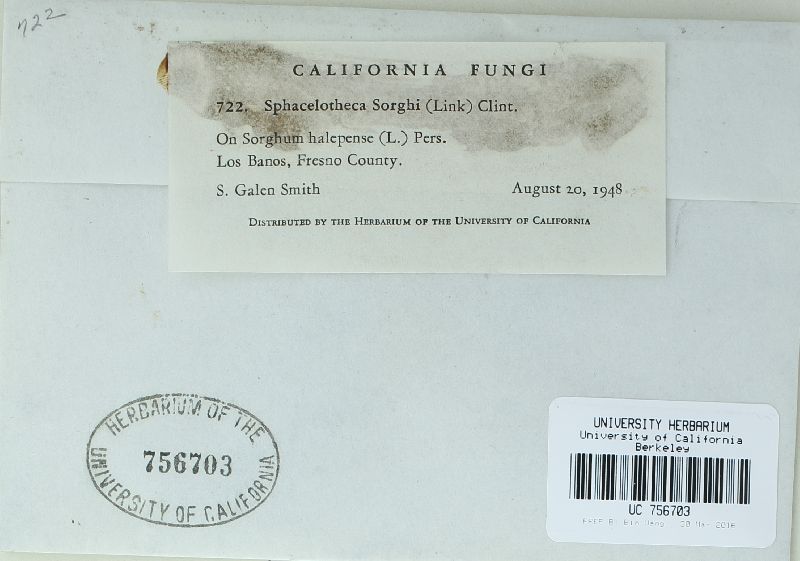 722
CALIFORNIA FUNGI
722. Sphacelotheca Sorghi (Link) Clint.
On Sorghum halepense (L.) Pers.
Los Banos, Fresno County.
S. Galen Smith August 20, 1948
DISTRIBUTED BY THE HERBARIUM OF THE UNIVERSITY OF CALIFORNIA
HERBARIUM OF THE
756703
UNIVERSITY OF CALIFORNIA
UNIVERSITY HERBARIUM
University of California
Berkeley
UC 756703